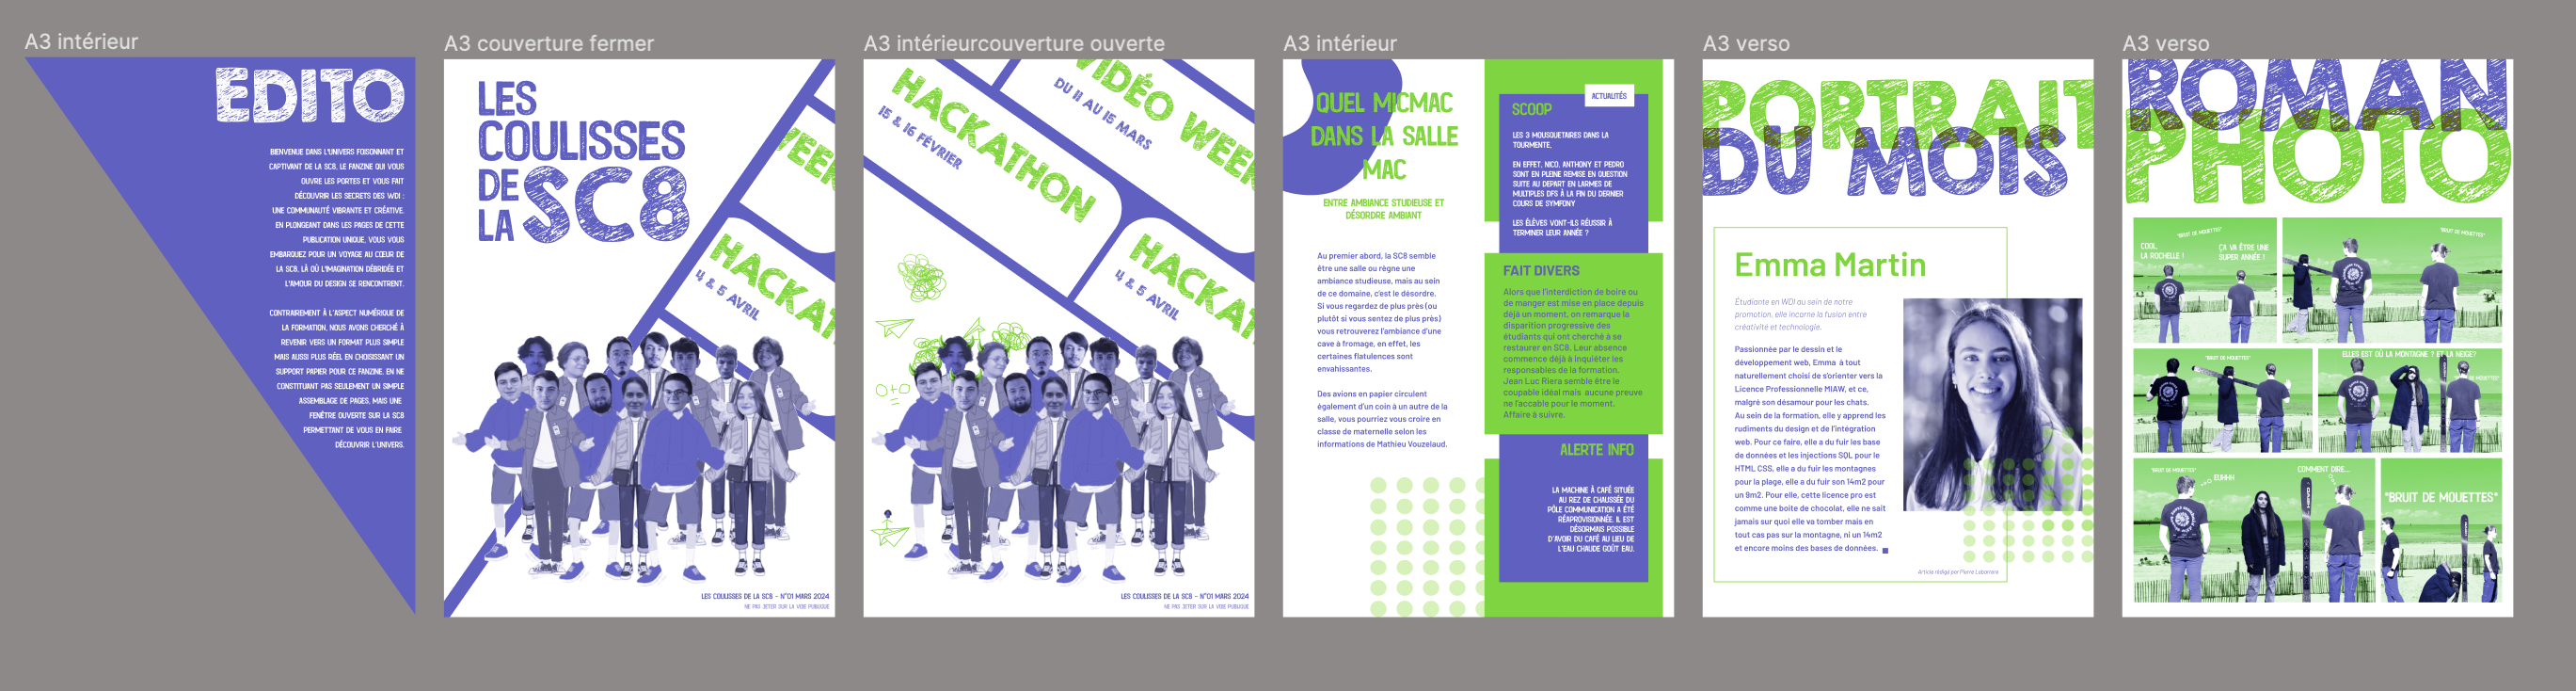 A3 intérieur
EDITO
BIENVENUE DANS L'UNIVERS FOISONNANT ET
CAPTIVANT DE LA SC8, LE FANZINE QUI VOUS
OUVRE LES PORTES ET VOUS FAIT
DÉCOUVRIR LES SECRETS DES WDI :
UNE COMMUNAUTÉ VIBRANTE ET CRÉATIVE.
EN PLONGEANT DANS LES PAGES DE CETTE
PUBLICATION UNIQUE, VOUS VOUS
EMBARQUEZ POUR UN VOYAGE AU CŒUR DE
LA SC8, LÀ OÙ L'IMAGINATION DÉBRIDÉE ET
L'AMOUR DU DESIGN SE RENCONTRENT.
CONTRAIREMENT À L'ASPECT NUMÉRIQUE DE
LA FORMATION, NOUS AVONS CHERCHÉ À
REVENIR VERS UN FORMAT PLUS SIMPLE
MAIS AUSSI PLUS RÉEL EN CHOISISSANT UN
SUPPORT PAPIER POUR CE FANZINE, EN NE
CONSTITUANT PAS SEULEMENT UN SIMPLE
ASSEMBLAGE DE PAGES, MAIS UNE
FENÊTRE OUVERTE SUR LA SC8
PERMETTANT DE VOUS EN FAIRE
DÉCOUVRIR L'UNIVERS.
A3 couverture fermer
LES
COULISSES
DE
LA SC8
WEEK
HACKAT
4 & 5 AVRIL
LES COULISSES DE LA SC8 - N°01 MARS 2024
NE PAS JETER SUR LA VOIE PUBLIQUE
A3 intérieurcouverture ouverte
HACKATHON
15 & 16 FÉVRIER
VIDÉO WEEK
DU 11 AU 15 MARS
HACKAT
4 & 5 AVRIL
0+0
=
LES COULISSES DE LA SC8 - N°01 MARS 2024
NE PAS JETER SUR LA VOIE PUBLIQUE
A3 intérieur
QUEL MICMAC
DANS LA SALLE
MAC
ENTRE AMBIANCE STUDIEUSE ET
DÉSORDRE AMBIANT
Au premier abord, la SC8 semble
être une salle ou règne une
ambiance studieuse, mais au sein
de ce domaine, c'est le désordre.
Si vous regardez de plus près (ou
plutôt si vous sentez de plus près)
vous retrouverez l'ambiance d'une
cave à fromage, en effet, les
certaines flatulences sont
envahissantes.
Des avions en papier circulent
également d'un coin à un autre de la
salle, vous pourriez vous croire en
classe de maternelle selon les
informations de Mathieu Vouzelaud.
ACTUALITÉS
SCOOP
LES 3 MOUSQUETAIRES DANS LA
TOURMENTE,
EN EFFET, NICO, ANTHONY ET PEDRO
SONT EN PLEINE REMISE EN QUESTION
SUITE AU DEPART EN LARMES DE
MULTIPLES DFS À LA FIN DU DERNIER
COURS DE SYMFONY
LES ÉLÈVES VONT-ILS RÉUSSIR À
TERMINER LEUR ANNÉE ?
FAIT DIVERS
Alors que l'interdiction de boire ou
de manger est mise en place depuis
déjà un moment, on remarque la
disparition progressive des
étudiants qui ont cherché à se
restaurer en SC8. Leur absence
commence déjà à inquiéter les
responsables de la formation.
Jean Luc Riera semble être le
coupable idéal mais aucune preuve
ne l'accable pour le moment.
Affaire à suivre.
ALERTE INFO
LA MACHINE À CAFÉ SITUÉE
AU REZ DE CHAUSSÉE DU
PÔLE COMMUNICATION A ÉTÉ
RÉAPROVISIONNÉE. IL EST
DÉSORMAIS POSSIBLE
D'AVOIR DU CAFÉ AU LIEU DE
L'EAU CHAUDE GOÛT EAU.
A3 verso
PORTRAIT
DU MOIS
Emma Martin
Étudiante en WDI au sein de notre
promotion, elle incarne la fusion entre
créativité et technologie.
Passionnée par le dessin et le
développement web, Emma à tout
naturellement choisi de s'orienter vers la
Licence Professionnelle MIAW, et ce,
malgré son désamour pour les chats.
Au sein de la formation, elle y apprend les
rudiments du design et de l'intégration
web. Pour ce faire, elle a du fuir les base
de données et les injections SQL pour le
HTML CSS, elle a du fuir les montagnes
pour la plage, elle a du fuir son 14m2 pour
un 9m2. Pour elle, cette licence pro est
comme une boite de chocolat, elle ne sait
jamais sur quoi elle va tomber mais en
tout cas pas sur la montagne, ni un 14m2
et encore moins des bases de données.
Article rédigé par Pierre
A3 verso
ROMAN
PHOTO
"BRUIT DE MOUETTES"
COOL,
LA ROCHELLE !
ÇA VA ÊTRE UNE
SUPER ANNÉE !
"BRUIT DE MOUETTES"
"BRUIT DE MOUETTES"
ELLES EST OÙ LA MONTAGNE ? ET LA NEIGE?
DE MOUETTES"
"BRUIT DE MOUETTES"
EUHHH
COMMENT DIRE...
"BRUIT DE MOUETTES"